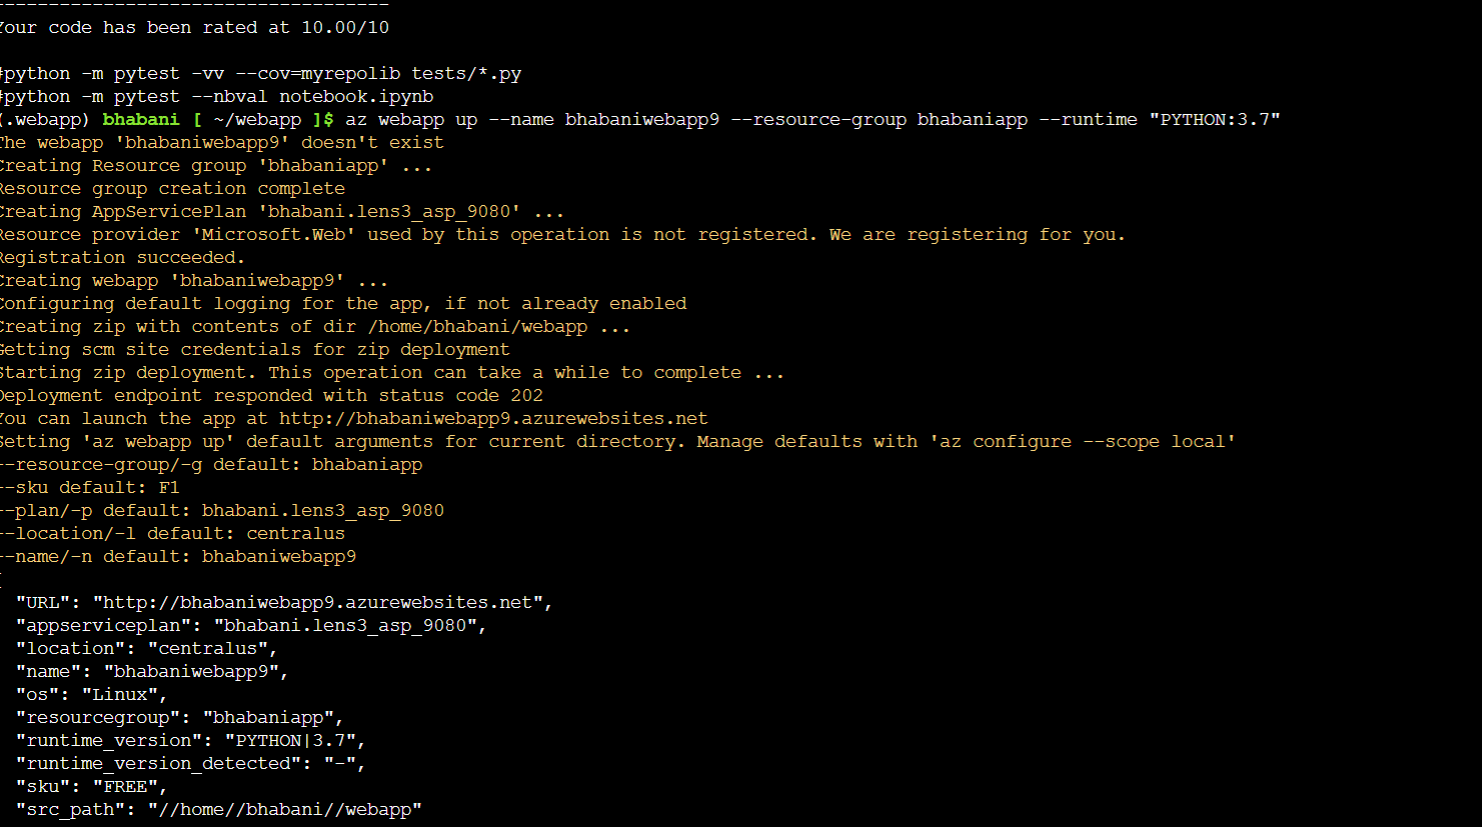 -----------------------------------
Your code has been rated at 10.00/10
#python -m pytest -vv --cov=myrepolib tests/*.py
#python -m pytest --nbval notebook.ipynb
(.webapp) bhabani [ ~/webapp ]$ az webapp up --name bhabaniwebapp9 --resource-group bhabaniapp --runtime "PYTHON:3.7"
The webapp 'bhabaniwebapp9' doesn't exist
Creating Resource group 'bhabaniapp' ...
Resource group creation complete
Creating AppServicePlan 'bhabani.lens3_asp_9080' ...
Resource provider 'Microsoft.Web' used by this operation is not registered. We are registering for you.
Registration succeeded.
Creating webapp 'bhabaniwebapp9' ...
Configuring default logging for the app, if not already enabled
Creating zip with contents of dir /home/bhabani/webapp ...
Getting scm site credentials for zip deployment
Starting zip deployment. This operation can take a while to complete ...
Deployment endpoint responded with status code 202
You can launch the app at http://bhabaniwebapp9.azurewebsites.net
Setting 'az webapp up' default arguments for current directory. Manage defaults with 'az configure --scope local'
--resource-group/-g default: bhabaniapp
--sku default: F1
--plan/-p default: bhabani.lens3_asp_9080
--location/-l default: centralus
--name/-n default: bhabaniwebapp9
{
"URL": "http://bhabaniwebapp9.azurewebsites.net",
"appserviceplan": "bhabani.lens3_asp_9080",
"location": "centralus",
"name": "bhabaniwebapp9",
"os": "Linux",
"resourcegroup": "bhabaniapp",
"runtime_version": "PYTHON|3.7",
"runtime_version_detected": "-",
"sku": "FREE",
"src_path": "//home//bhabani//webapp"